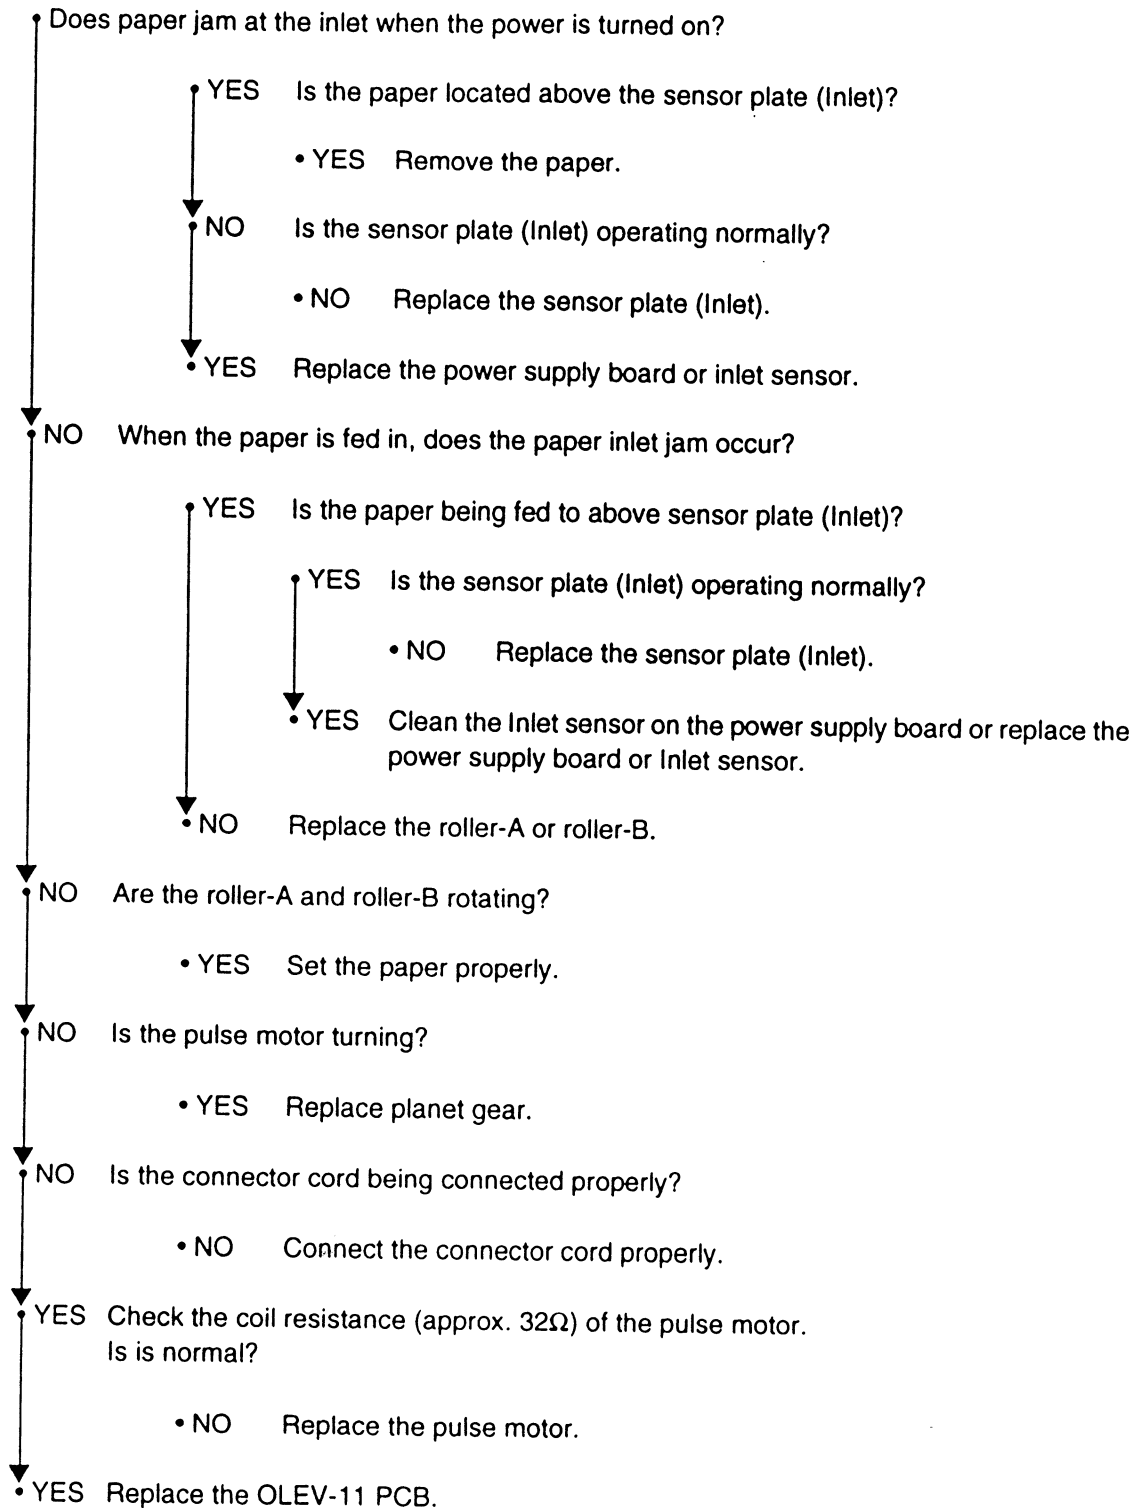 • Does paper jam at the inlet when the power is turned on?
• YES Is the paper located above the sensor plate (Inlet)?
• YES Remove the paper.
• NO Is the sensor plate (Inlet) operating normally?
• NO Replace the sensor plate (Inlet).
• YES Replace the power supply board or inlet sensor.
• NO When the paper is fed in, does the paper inlet jam occur?
• YES Is the paper being fed to above sensor plate (Inlet)?
• YES Is the sensor plate (Inlet) operating normally?
• NO Replace the sensor plate (Inlet).
• YES Clean the Inlet sensor on the power supply board or replace the
power supply board or Inlet sensor.
• NO Replace the roller-A or roller-B.
• NO Are the roller-A and roller-B rotating?
• YES Set the paper properly.
• NO Is the pulse motor turning?
• YES Replace planet gear.
• NO Is the connector cord being connected properly?
• NO Connect the connector cord properly.
• YES Check the coil resistance (approx. 32Ω) of the pulse motor.
Is is normal?
• NO Replace the pulse motor.
• YES Replace the OLEV-11 PCB.